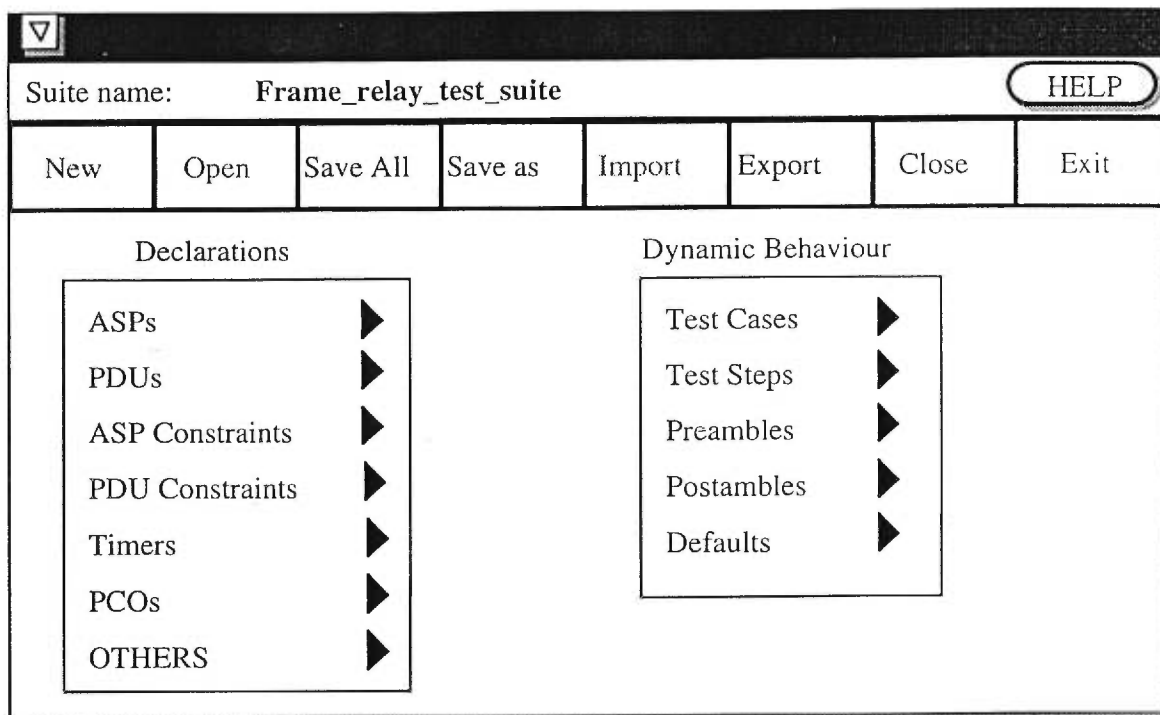 Suite name: Frame_relay_test_suite HELP
New Open Save All Save as Import Export Close Exit
Declarations
ASPs
PDUs
ASP Constraints
PDU Constraints
Timers
PCOs
OTHERS
Dynamic Behaviour
Test Cases
Test Steps
Preambles
Postambles
Defaults